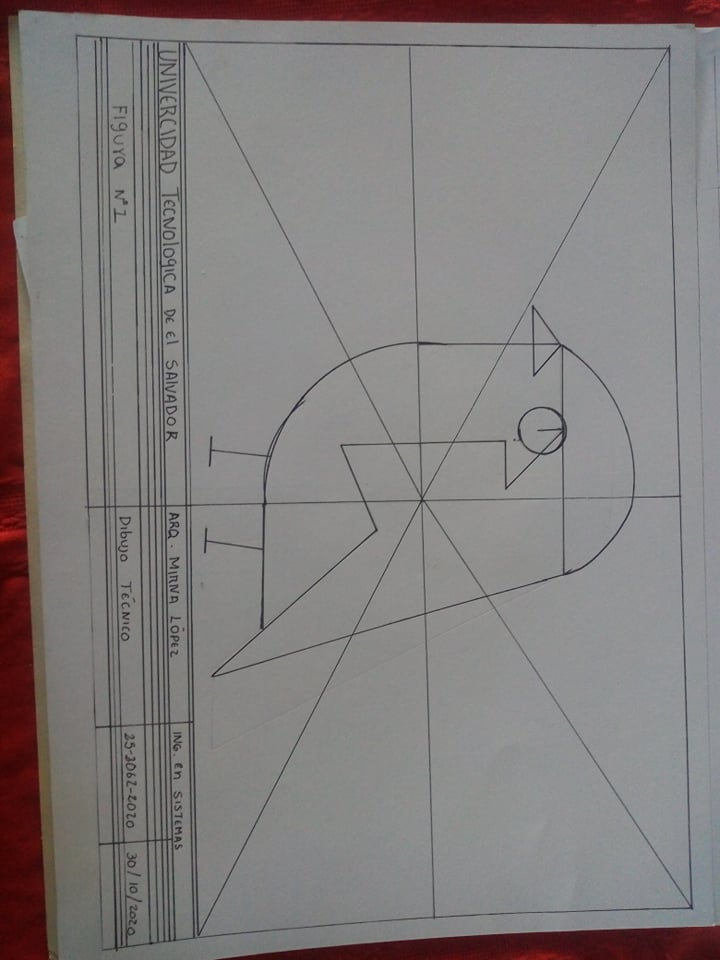 UNIVERCIDAD TECNOLOGICA DE El SALVADOR
ARQ. MIRNA LÓPEZ
ING. en SISTEMAS
FIguRa N°1
DIbuJo TÉCNICO
25-2062-2020
30/10/2020